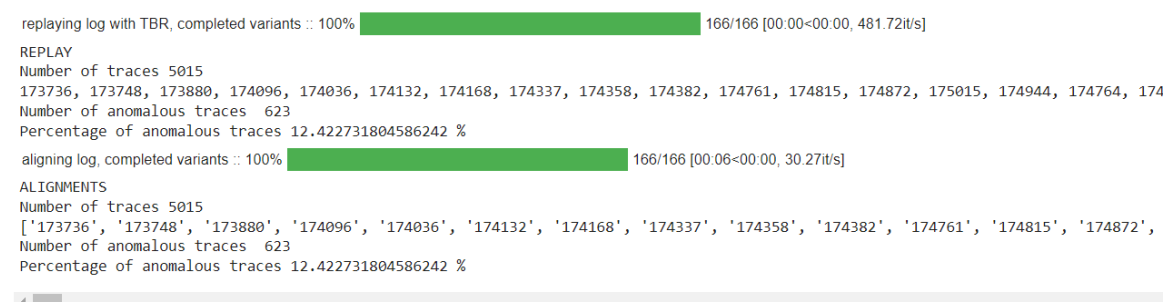 replaying log with TBR, completed variants :: 100% 166/166 [00:00<00:00, 481.72it/s]
REPLAY
Number of traces 5015
173736, 173748, 173880, 174096, 174036, 174132, 174168, 174337, 174358, 174382, 174761, 174815, 174872, 175015, 174944, 174764, 174
Number of anomalous traces  623
Percentage of anomalous traces 12.422731804586242 %
aligning log, completed variants :: 100% 166/166 [00:06<00:00, 30.27it/s]
ALIGNMENTS
Number of traces 5015
['173736', '173748', '173880', '174096', '174036', '174132', '174168', '174337', '174358', '174382', '174761', '174815', '174872',
Number of anomalous traces  623
Percentage of anomalous traces 12.422731804586242 %